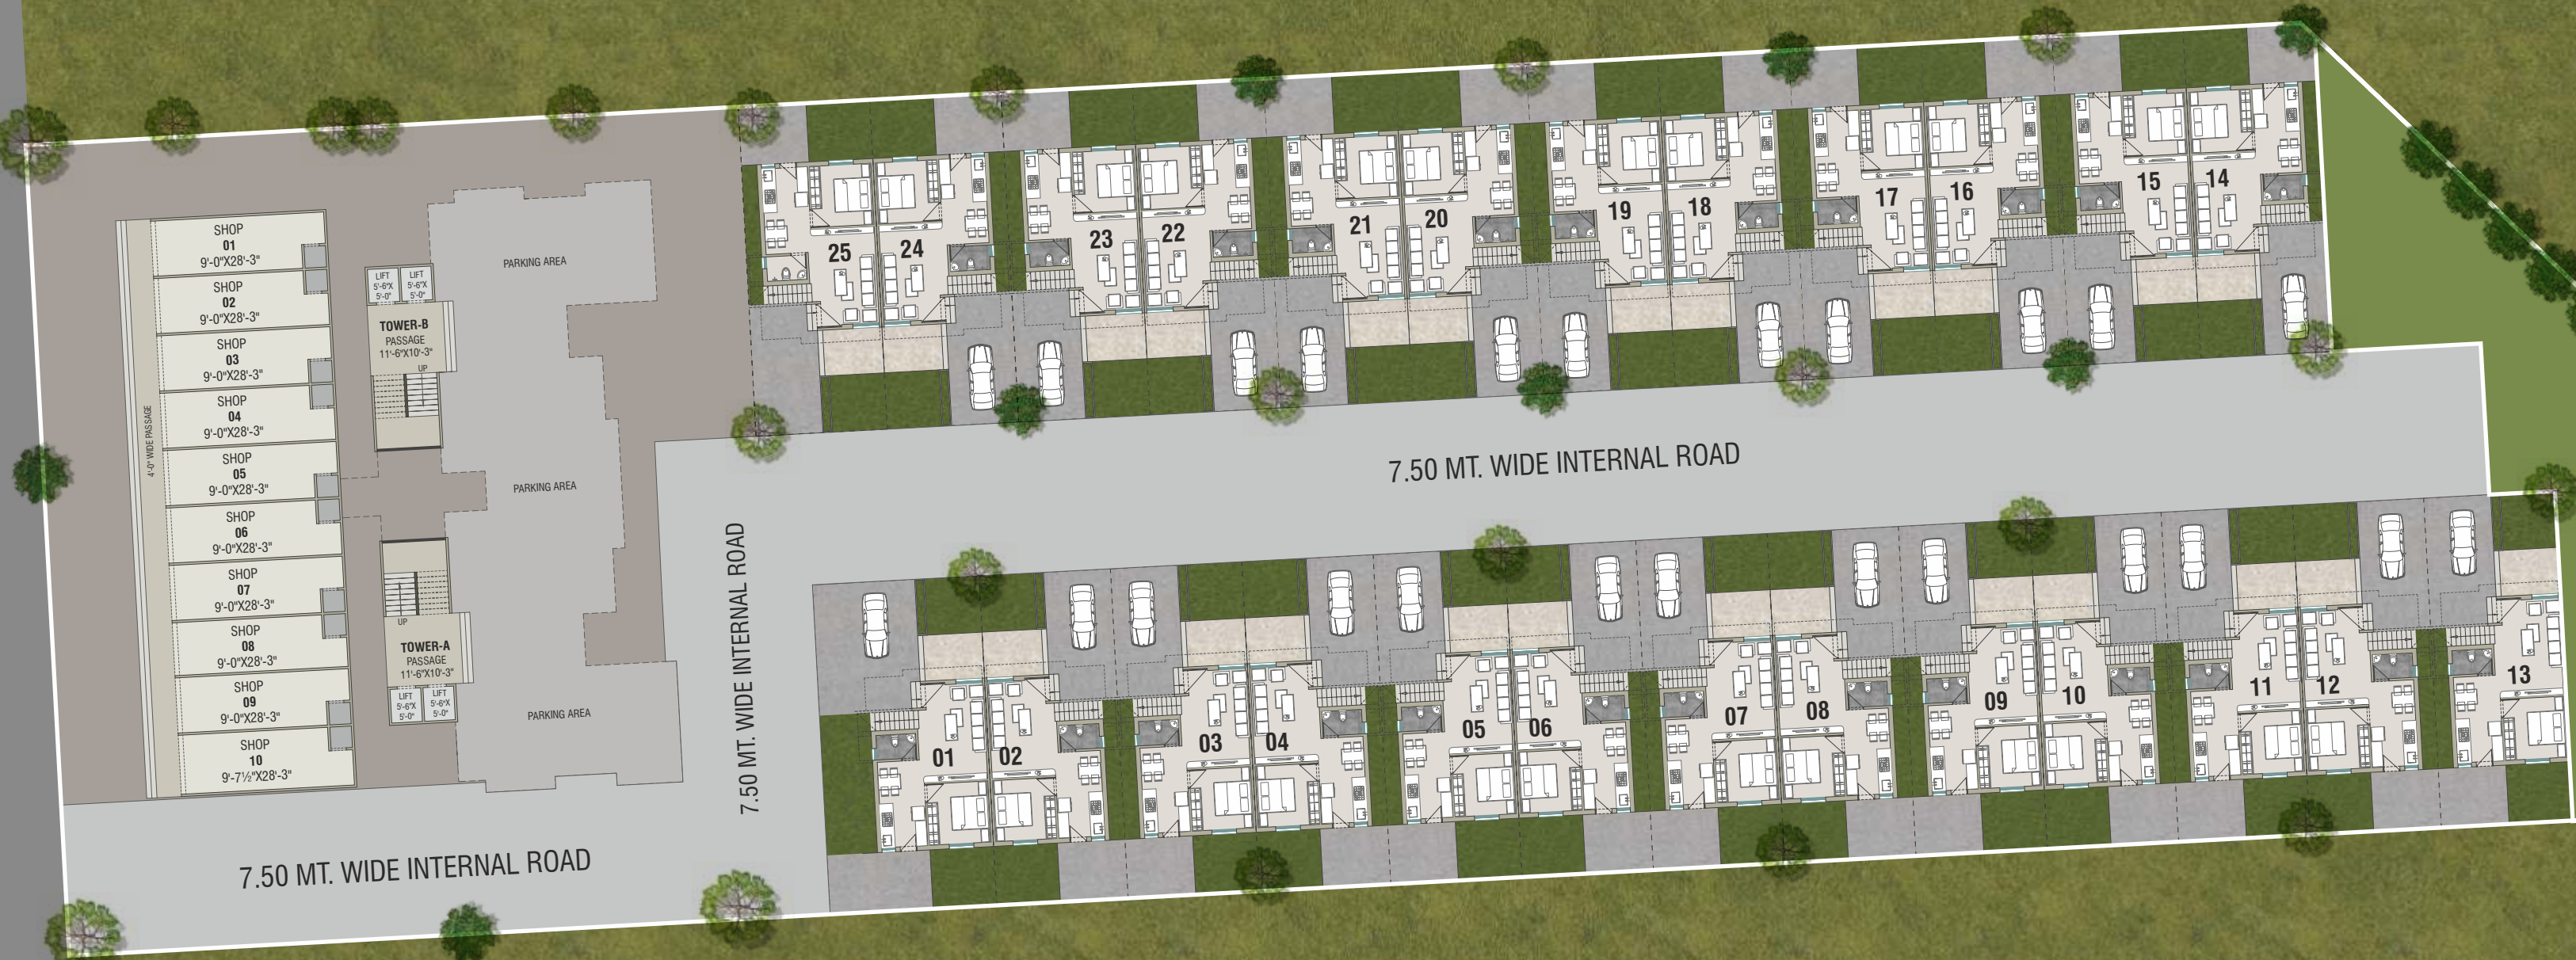 SHOP
01
9'-0"X28'-3"
SHOP
02
9'-0"X28'-3"
SHOP
03
9'-0"X28'-3"
SHOP
04
9'-0"X28'-3"
SHOP
05
9'-0"X28'-3"
SHOP
06
9'-0"X28'-3"
SHOP
07
9'-0"X28'-3"
SHOP
08
9'-0"X28'-3"
SHOP
09
9'-0"X28'-3"
SHOP
10
9'-7½"X28'-3"
4'-0" WIDE PASSAGE
LIFT
5'-6"X
5'-0"
LIFT
5'-6"X
5'-0"
TOWER-B
PASSAGE
11'-6"X10'-3"
UP
UP
TOWER-A
PASSAGE
11'-6"X10'-3"
LIFT
5'-6"X
5'-0"
LIFT
5'-6"X
5'-0"
PARKING AREA
PARKING AREA
PARKING AREA
25
24
23
22
21
20
19
18
17
16
15
14
7.50 MT. WIDE INTERNAL ROAD
7.50 MT. WIDE INTERNAL ROAD
7.50 MT. WIDE INTERNAL ROAD
01
02
03
04
05
06
07
08
09
10
11
12
13